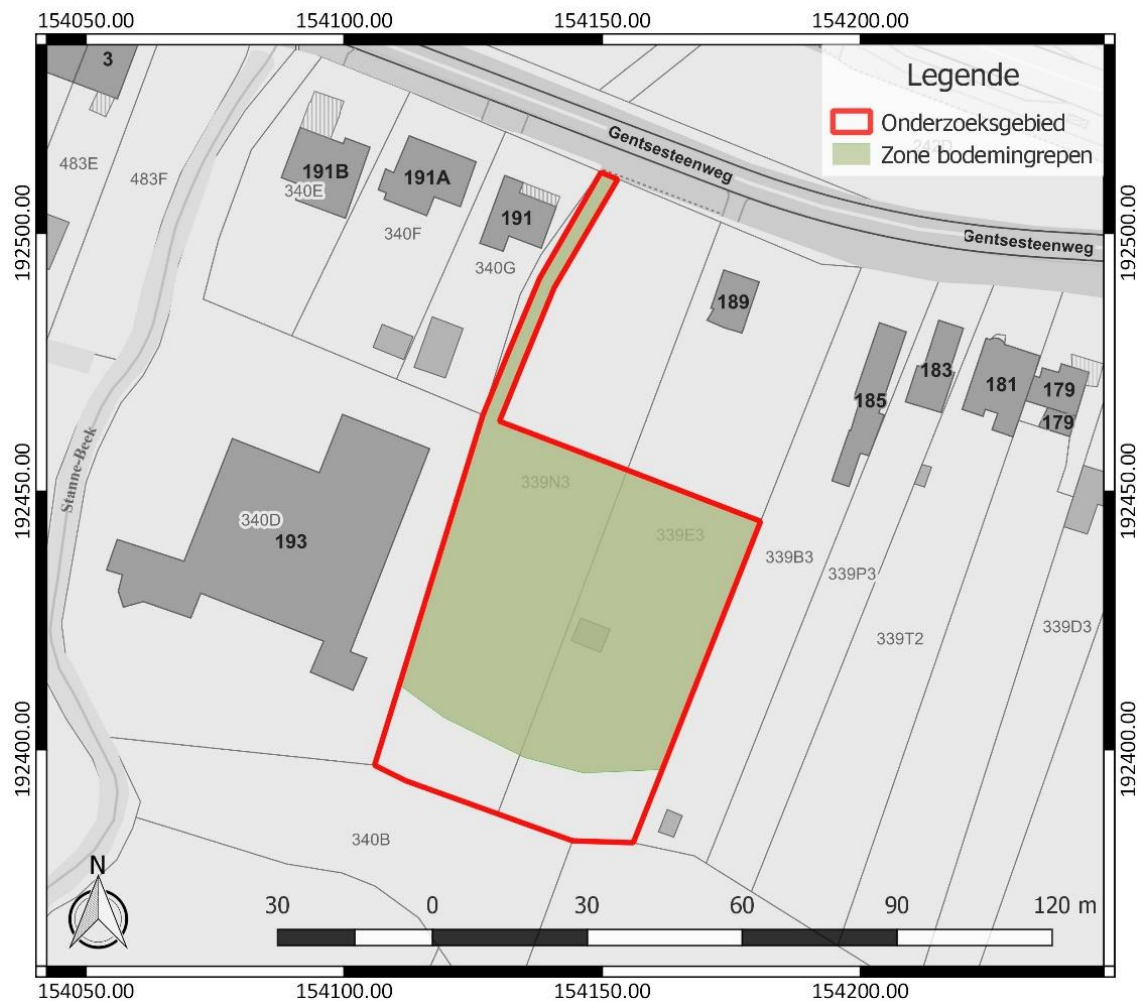 154050.00 154100.00 154150.00 154200.00
Legende
Onderzoeksgebied
Zone bodemingrepen
3
483E
483F
191B
340E
191A
340F
191
340G
Gentsesteenweg
Gentsesteenweg
192500.00
192500.00
189
185
183
181
179
179
Stanne-Beek
192450.00
192450.00
340D
193
339N3
339E3
339B3
339P3
339T2
339D3
192400.00
192400.00
340B
N
30 0 30 60 90 120 m
154050.00 154100.00 154150.00 154200.00